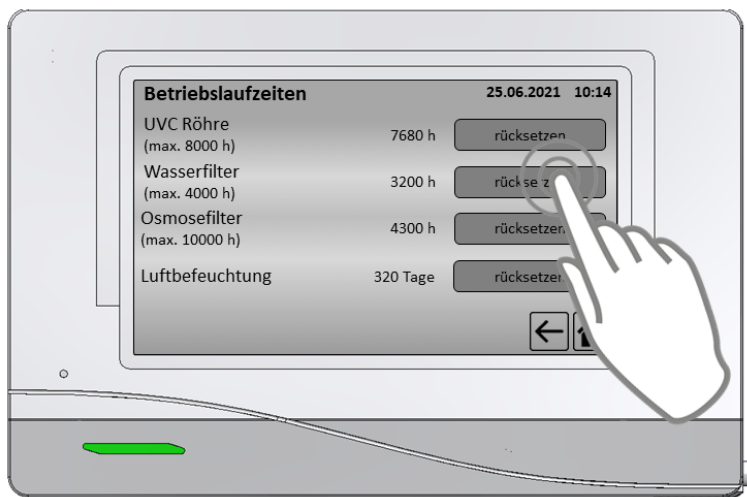 Betriebslaufzeiten 25.06.2021 10:14
UVC Röhre
(max. 8000 h) 7680 h rücksetzen
Wasserfilter
(max. 4000 h) 3200 h
Osmosefilter
(max. 10000 h) 4300 h
Luftbefeuchtung 320 Tage